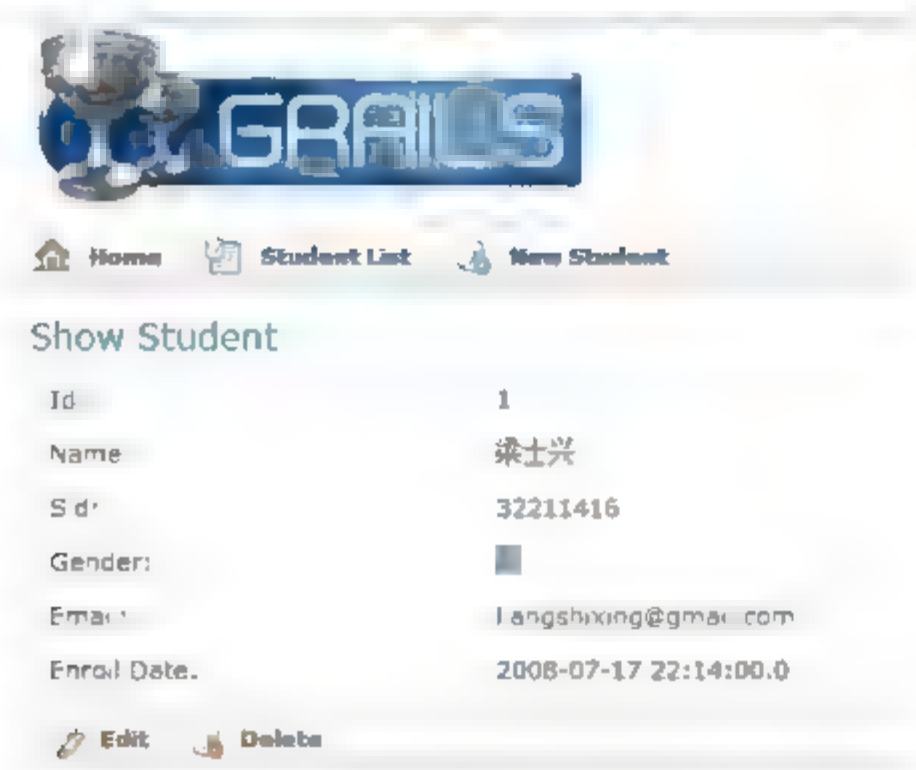 GRAILS
Home Student List New Student
Show Student
Id 1
Name 梁士兴
32211416
Gender:
Enroll Date. 2008-07-17 22:14:00.0
Edit Delete